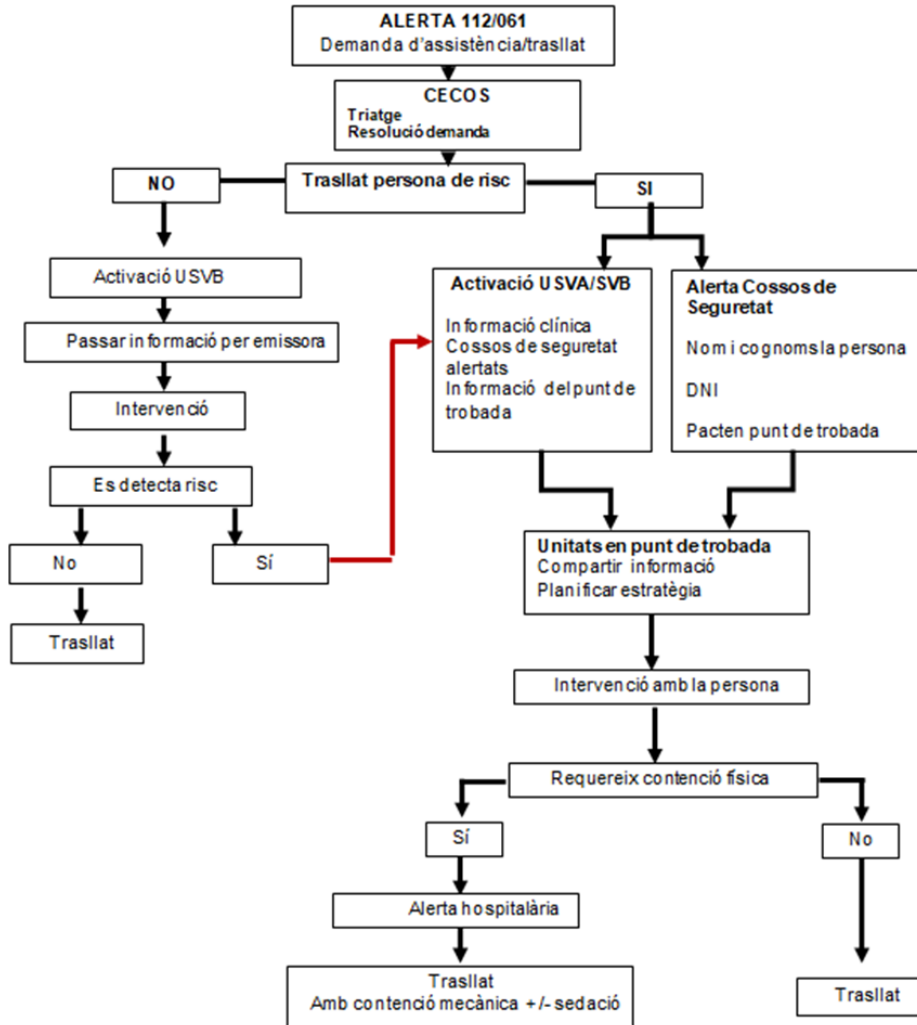 ALERTA 112/061
Demanda d'assistència/trasllat
CECOS
Triatge
Resolució demanda
Trasllat persona de risc
NO
SI
Activació USVB
Passar informació per emissora
Intervenció
Es detecta risc
No
Sí
Trasllat
Activació USVA/SVB
Informació clínica
Cossos de seguretat
alertats
Informació del punt de
trobada
Alerta Cossos de
Seguretat
Nom i cognoms la persona
DNI
Pacten punt de trobada
Unitats en punt de trobada
Compartir informació
Planificar estratègia
Intervenció amb la persona
Requereix contenció física
Sí
No
Alerta hospitalària
Trasllat
Amb contenció mecànica +/- sedació
Trasllat